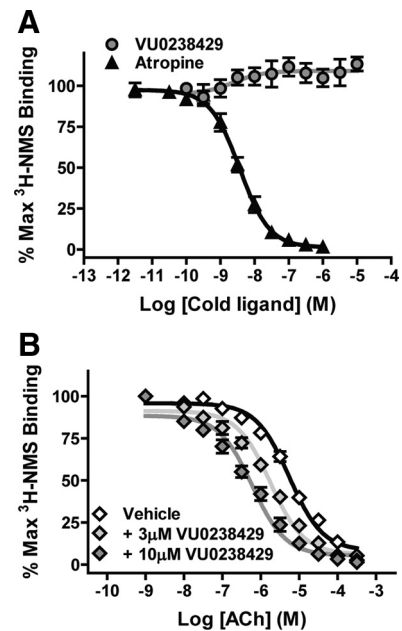 A
VU0238429
Atropine
% Max ³H-NMS Binding
100
75
50
25
0
-13 -12 -11 -10 -9 -8 -7 -6 -5 -4
Log [Cold ligand] (M)
B
% Max ³H-NMS Binding
100
75
50
25
0
Vehicle
+ 3µM VU0238429
+ 10µM VU0238429
-10 -9 -8 -7 -6 -5 -4 -3
Log [ACh] (M)